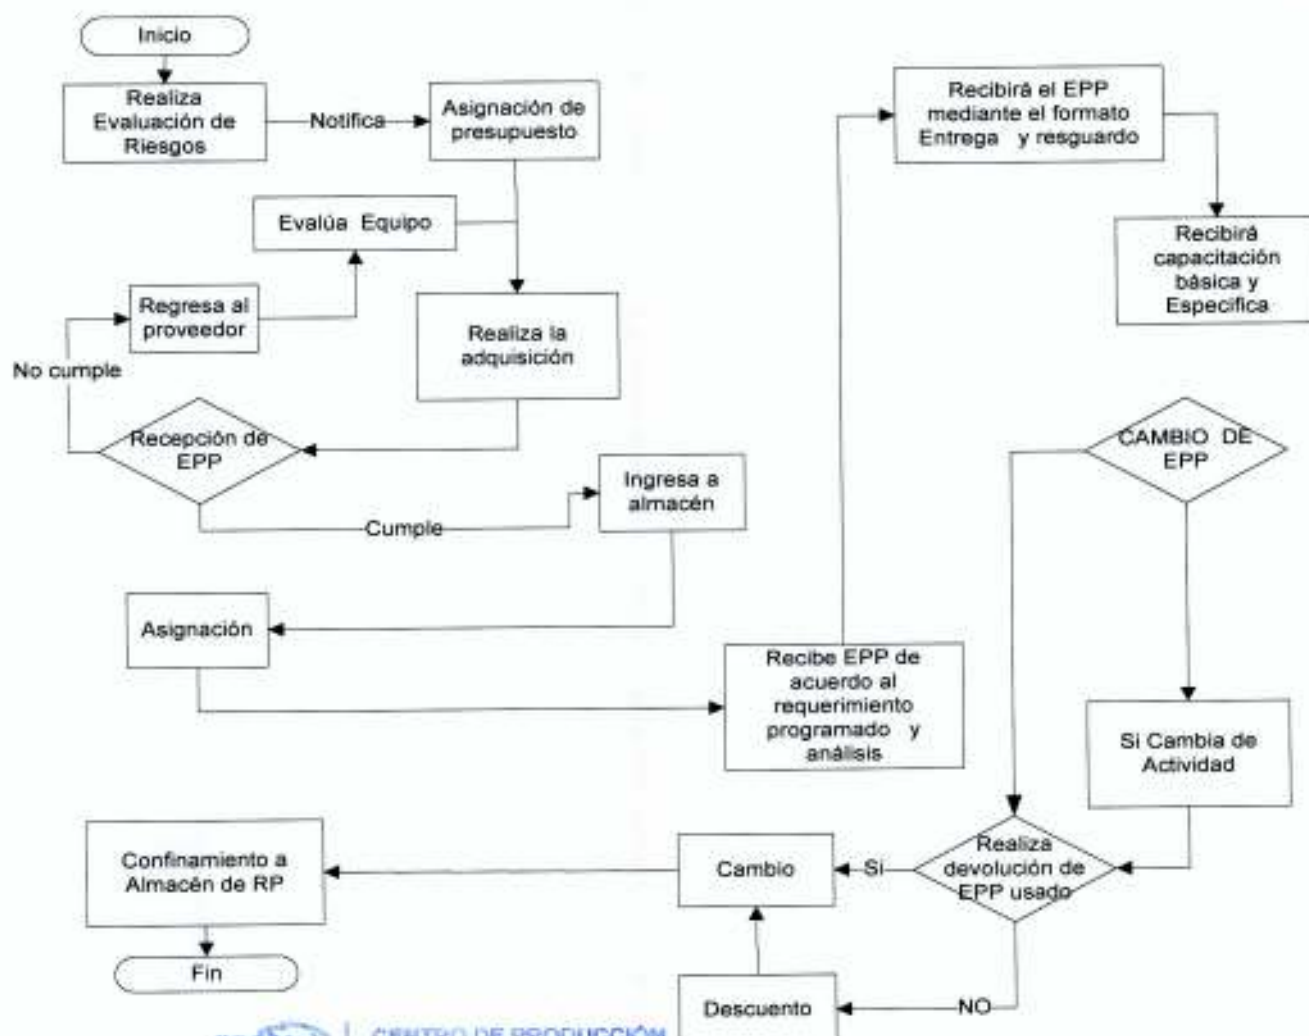 Inicio
Realiza
Evaluación de
Riesgos
Notifica
Asignación de
presupuesto
Evalúa Equipo
Regresa al
proveedor
Realiza la
adquisición
No cumple
Recepción de
EPP
Cumple
Ingresa a
almacén
Asignación
Recibe EPP de
acuerdo al
requerimiento
programado y
análisis
Recibirá el EPP
mediante el formato
Entrega y resguardo
Recibirá
capacitación
básica y
Especifica
CAMBIO DE
EPP
Si Cambia de
Actividad
Realiza
devolución de
EPP usado
Si
Cambio
NO
Descuento
Confinamiento a
Almacén de RP
Fin
CENTRO DE PRODUCCIÓN